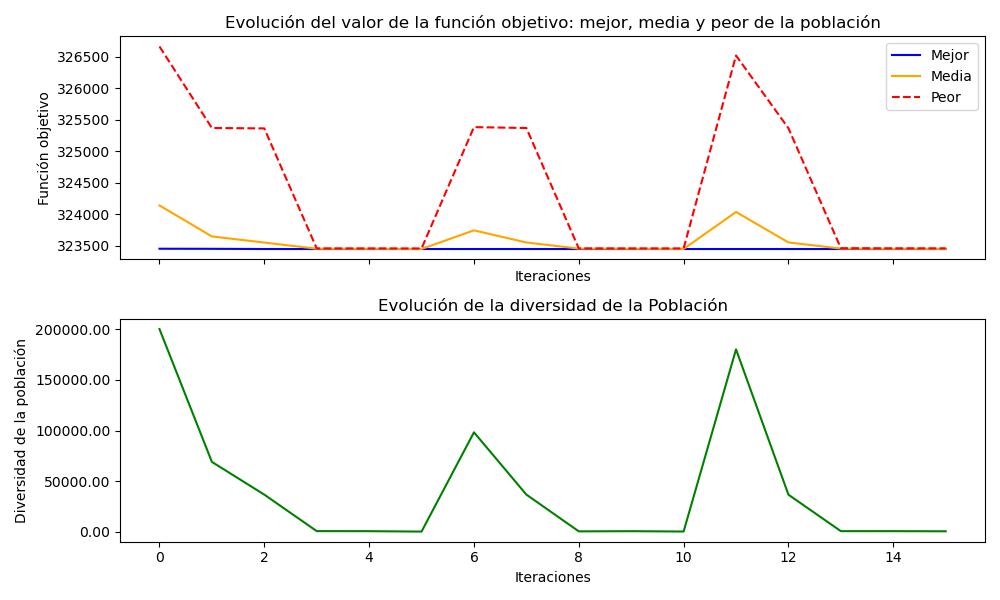 Evolución del valor de la función objetivo: mejor, media y peor de la población
Función objetivo
326500
326000
325500
325000
324500
324000
323500
Mejor
Media
Peor
Iteraciones
Evolución de la diversidad de la Población
Diversidad de la población
200000.00
150000.00
100000.00
50000.00
0.00
0 2 4 6 8 10 12 14
Iteraciones